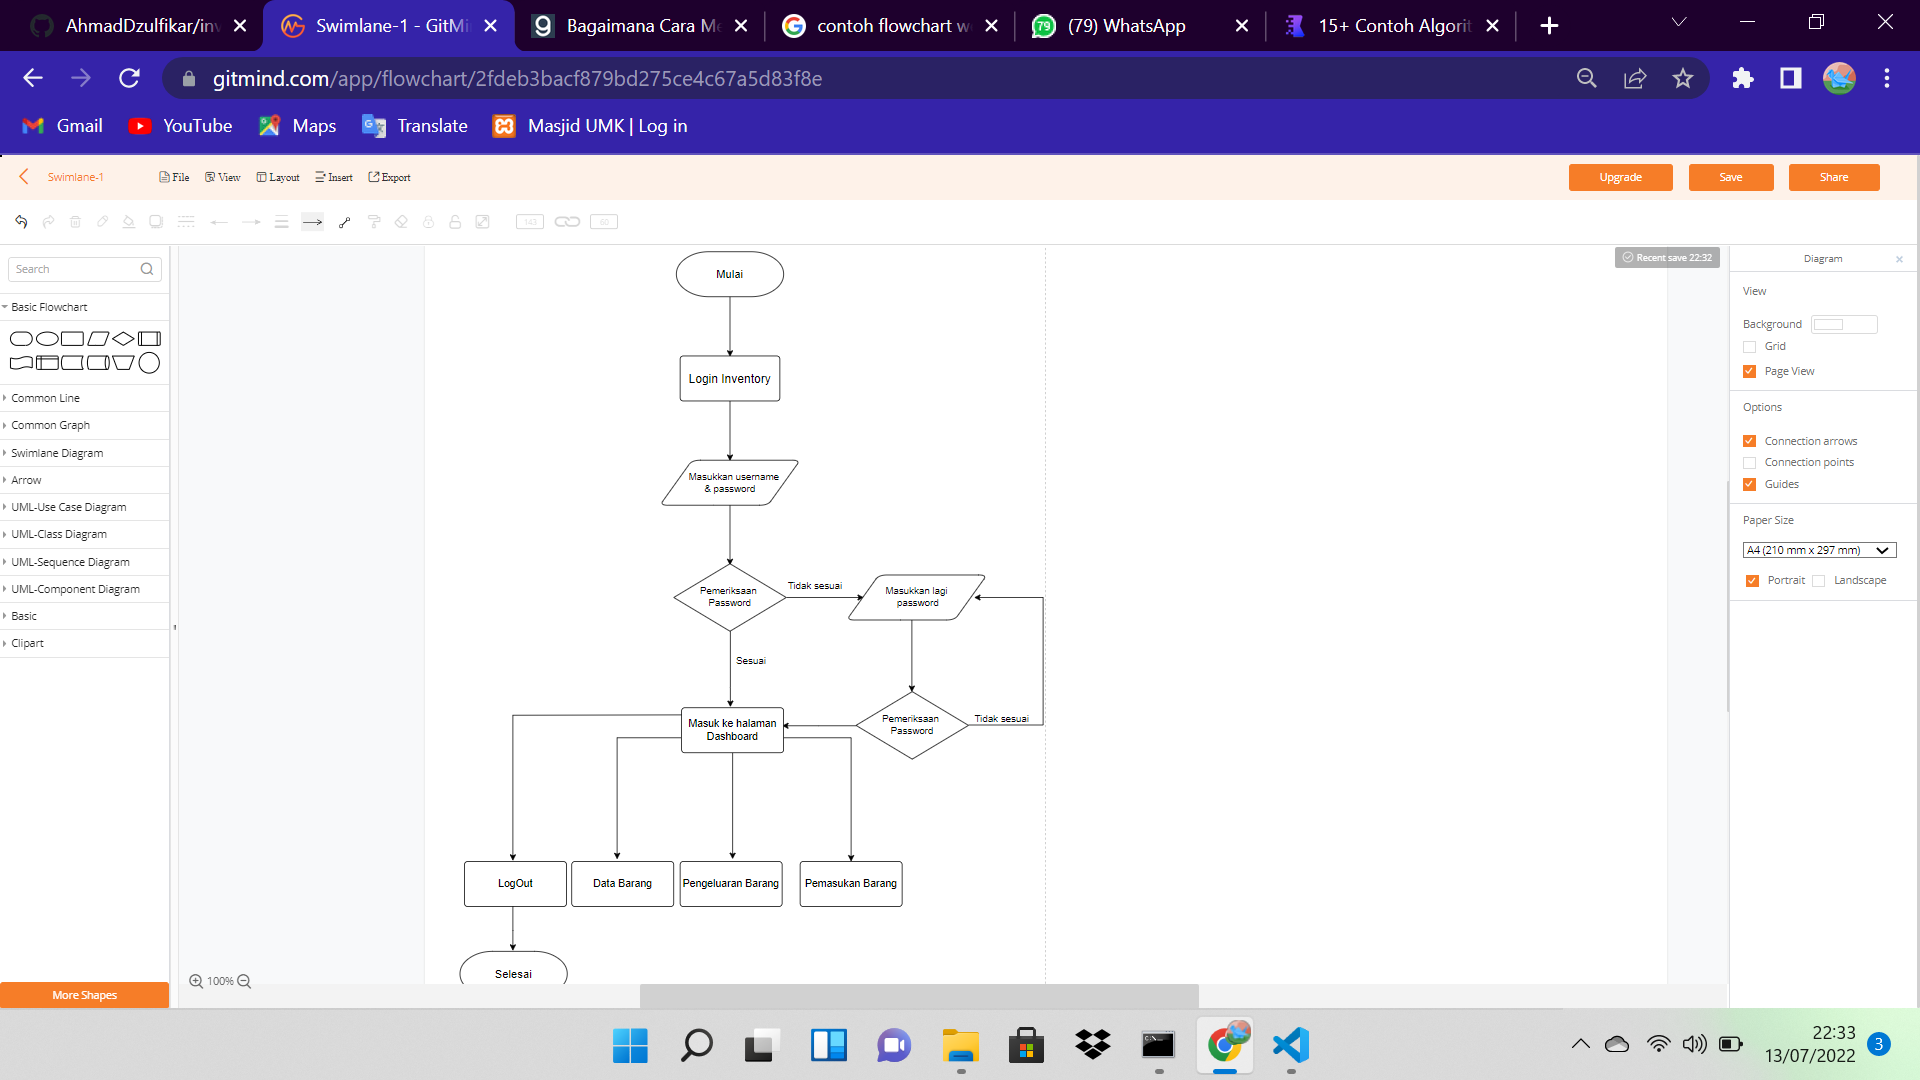 AhmadDzulfikar/inv
Swimlane-1 - GitMi
Bagaimana Cara Me
contoh flowchart w
(79) WhatsApp
15+ Contoh Algorit
gitmind.com/app/flowchart/2fdeb3bacf879bd275ce4c67a5d83f8e
Gmail
YouTube
Maps
Translate
Masjid UMK | Log in
Swimlane-1
File
View
Layout
Insert
Export
Upgrade
Save
Share
143
60
Search
Basic Flowchart
Common Line
Common Graph
Swimlane Diagram
Arrow
UML-Use Case Diagram
UML-Class Diagram
UML-Sequence Diagram
UML-Component Diagram
Basic
Clipart
More Shapes
Mulai
Login Inventory
Masukkan username
& password
Pemeriksaan
Password
Tidak sesuai
Masukkan lagi
password
Sesuai
Masuk ke halaman
Dashboard
Pemeriksaan
Password
Tidak sesuai
LogOut
Data Barang
Pengeluaran Barang
Pemasukan Barang
Selesai
100%
Recent save 22:32
Diagram
View
Background
Grid
Page View
Options
Connection arrows
Connection points
Guides
Paper Size
A4 (210 mm x 297 mm)
Portrait
Landscape
22:33
13/07/2022
3